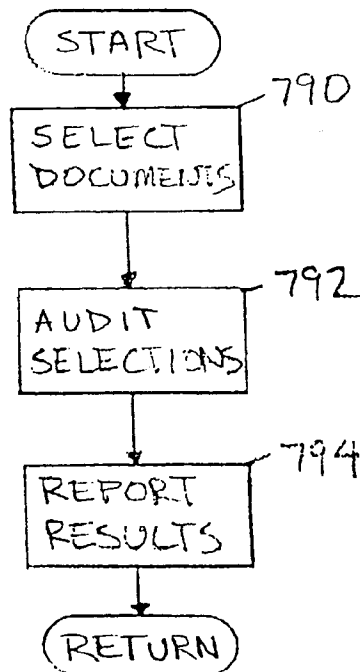 START
790
SELECT
DOCUMENTS
792
AUDIT
SELECTIONS
794
REPORT
RESULTS
RETURN